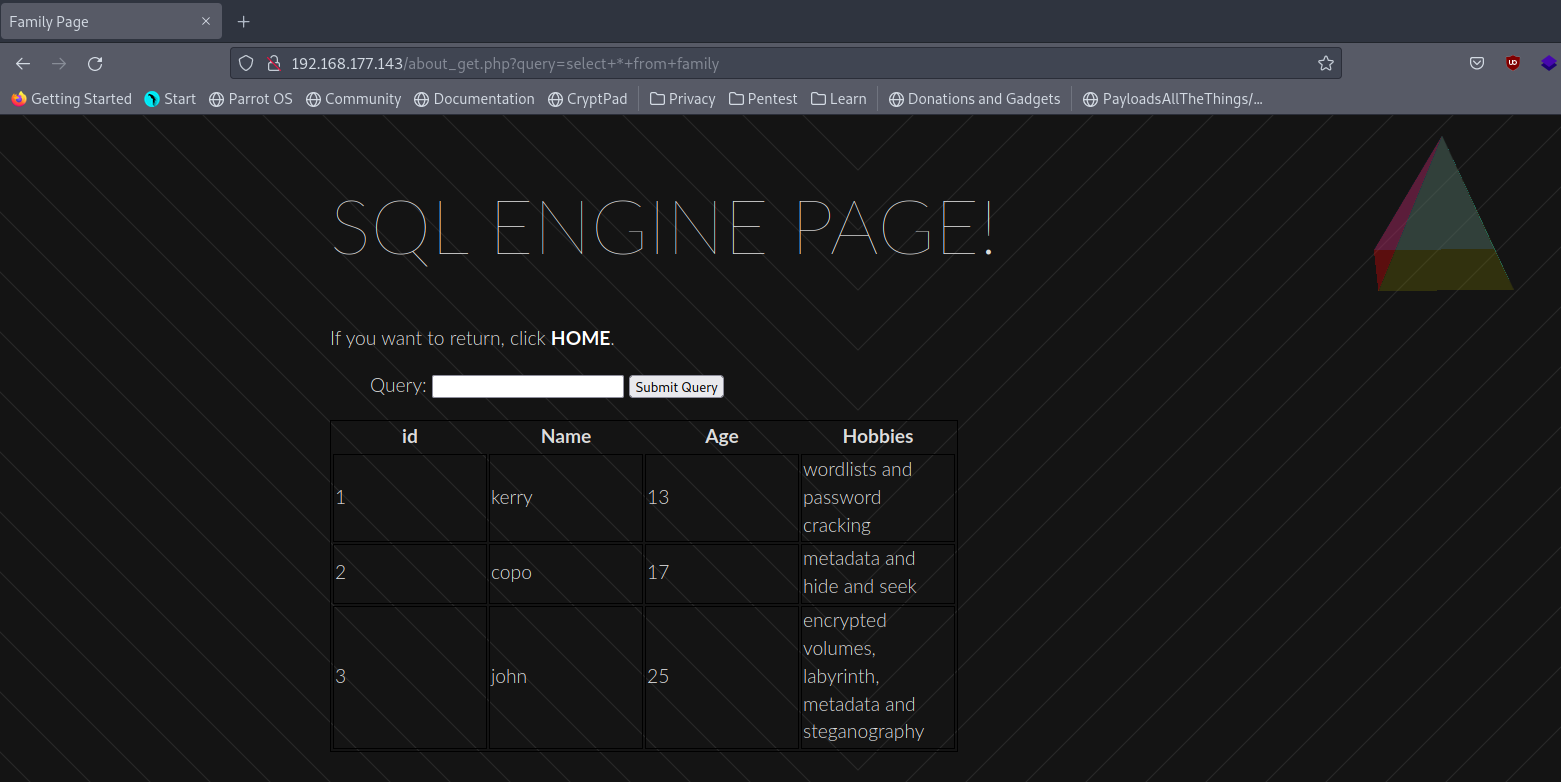 Family Page
192.168.177.143/about_get.php?query=select+*+from+family
Getting Started Start Parrot OS Community Documentation CryptPad Privacy Pentest Learn Donations and Gadgets PayloadsAllTheThings/...
SQL ENGINE PAGE!
If you want to return, click HOME.
Query: Submit Query
id Name Age Hobbies
1 kerry 13 wordlists and
password
cracking
2 copo 17 metadata and
hide and seek
3 john 25 encrypted
volumes,
labyrinth,
metadata and
steganography